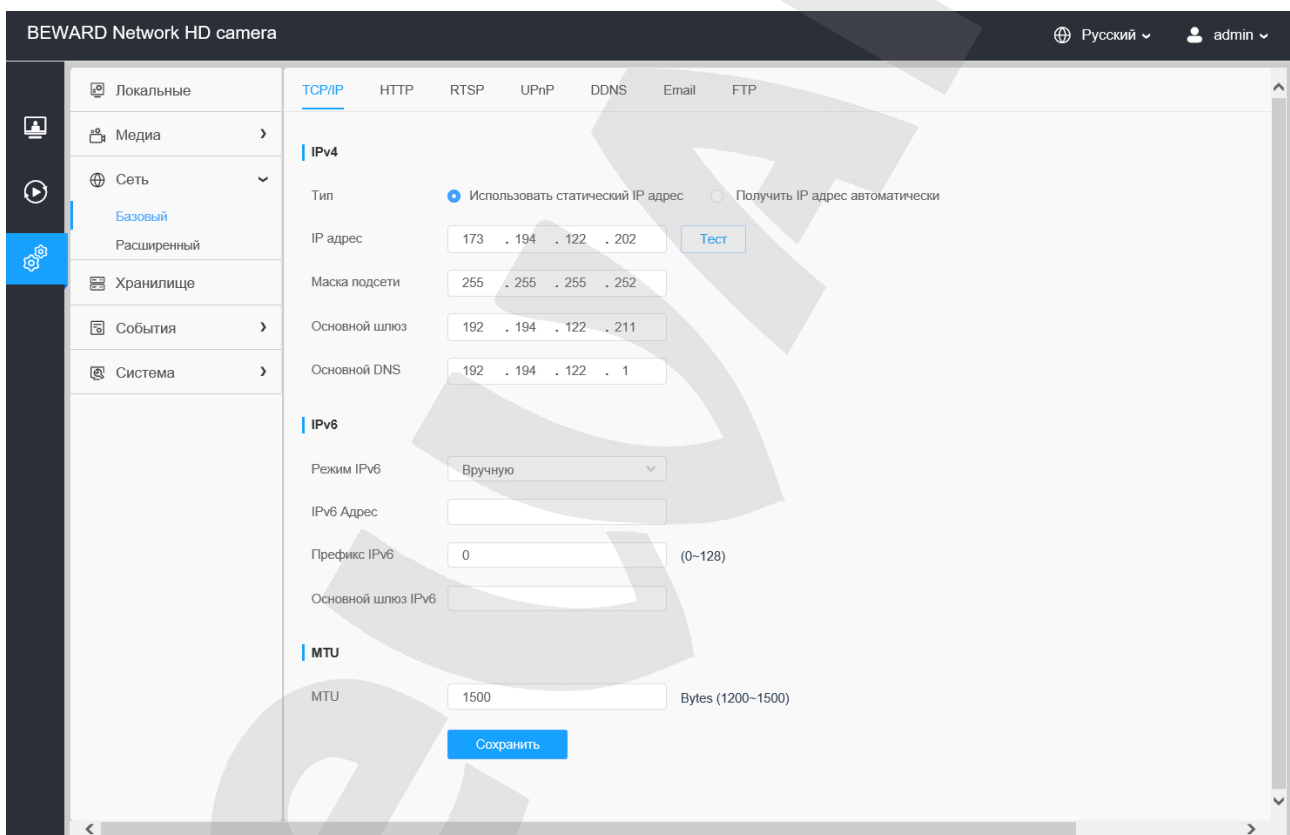 BEWARD Network HD camera
Русский
admin
Локальные
Медиа
Сеть
Базовый
Расширенный
Хранилище
События
Система
TCP/IP HTTP RTSP UPnP DDNS Email FTP
IPv4
Тип Использовать статический IP адрес Получить IP адрес автоматически
IP адрес 173 . 194 . 122 . 202 Тест
Маска подсети 255 . 255 . 255 . 252
Основной шлюз 192 . 194 . 122 . 211
Основной DNS 192 . 194 . 122 . 1
IPv6
Режим IPv6 Вручную
IPv6 Адрес
Префикс IPv6 0 (0~128)
Основной шлюз IPv6
MTU
MTU 1500 Bytes (1200~1500)
Сохранить